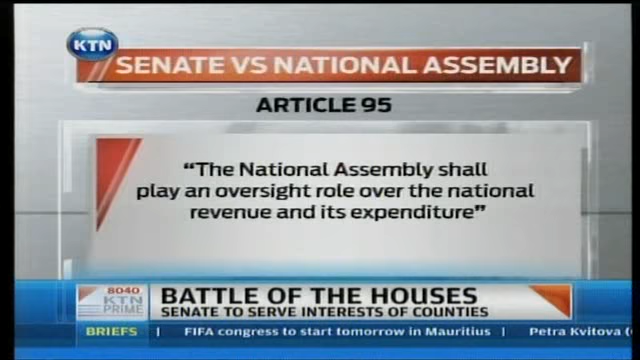 KTN
SENATE VS NATIONAL ASSEMBLY
ARTICLE 95
“The National Assembly shall
play an oversight role over the national
revenue and its expenditure”
8040
KTN
PRIME
BATTLE OF THE HOUSES
SENATE TO SERVE INTERESTS OF COUNTIES
BRIEFS | FIFA congress to start tomorrow in Mauritius | Petra Kvitova (